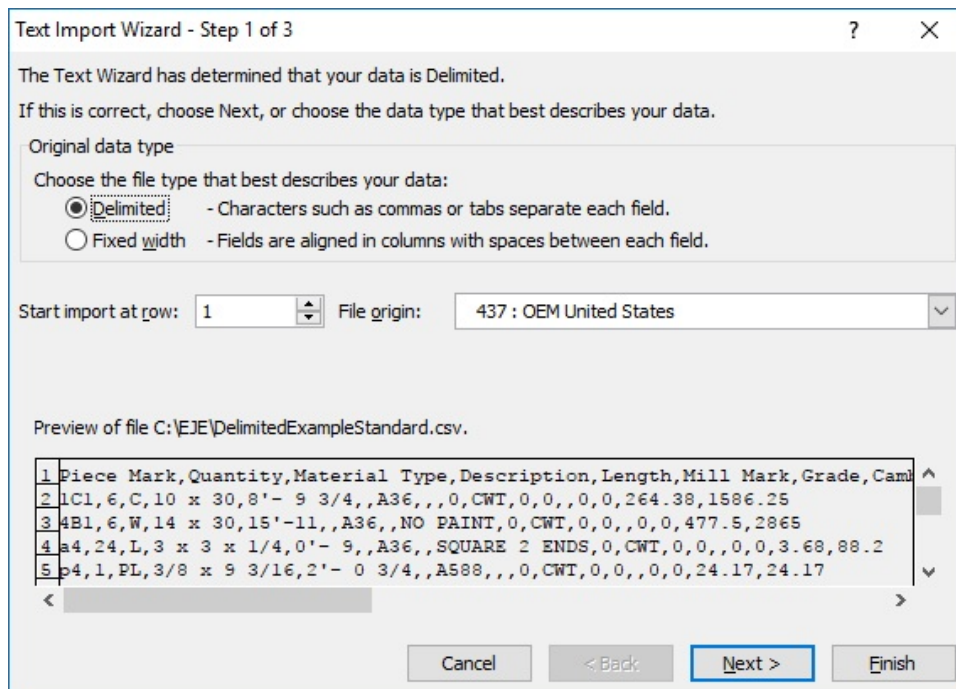 Text Import Wizard - Step 1 of 3 ?
The Text Wizard has determined that your data is Delimited.
If this is correct, choose Next, or choose the data type that best describes your data.
Original data type
Choose the file type that best describes your data:
Delimited - Characters such as commas or tabs separate each field.
Fixed width - Fields are aligned in columns with spaces between each field.
Start import at row: 1 File origin: 437 : OEM United States
Preview of file C:\EJE\DelimitedExampleStandard.csv.
1 Piece Mark,Quantity,Material Type,Description,Length,Mill Mark,Grade,Camb
2 1C1,6,C,10 x 30,8'- 9 3/4,,A36,,,0,CWT,0,0,,0,0,264.38,1586.25
3 4B1,6,W,14 x 30,15'-11,,A36,,NO PAINT,0,CWT,0,0,,0,0,477.5,2865
4 a4,24,L,3 x 3 x 1/4,0'- 9,,A36,,SQUARE 2 ENDS,0,CWT,0,0,,0,0,3.68,88.2
5 p4,1,PL,3/8 x 9 3/16,2'- 0 3/4,,A588,,,0,CWT,0,0,,0,0,24.17,24.17
Cancel < Back Next > Finish